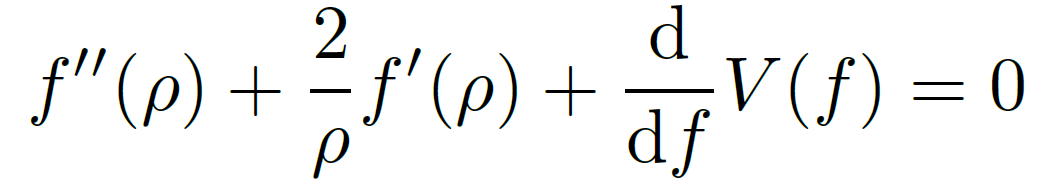 f′′(ρ) + 2/ρ f′(ρ) + d/df V(f) = 0